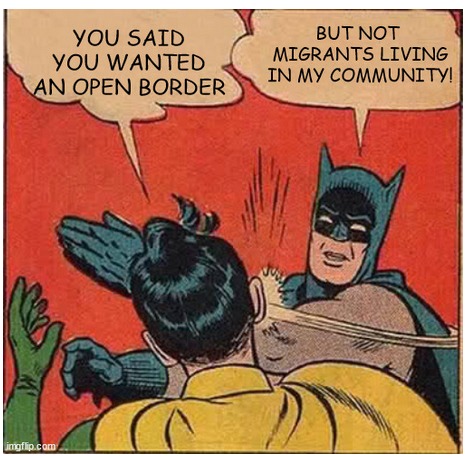 YOU SAID
YOU WANTED
AN OPEN BORDER
BUT NOT
MIGRANTS LIVING
IN MY COMMUNITY!
imgflip.com